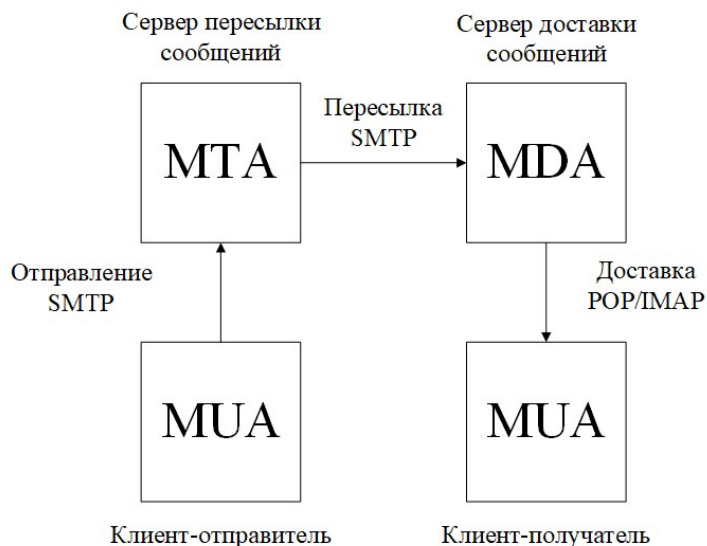 Сервер пересылки
сообщений
Сервер доставки
сообщений
MTA
Пересылка
SMTP
MDA
Отправление
SMTP
Доставка
POP/IMAP
MUA
MUA
Клиент-отправитель
Клиент-получатель